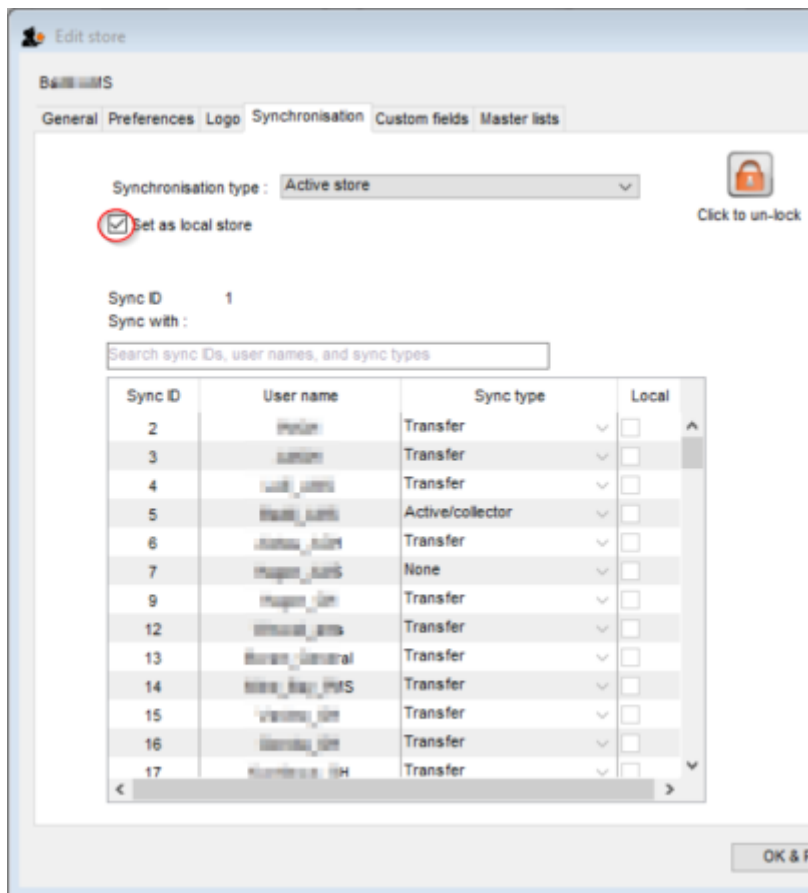 Edit store
General Preferences Logo Synchronisation Custom fields Master lists
Synchronisation type : Active store
Click to un-lock
Set as local store
Sync ID 1
Sync with :
Search sync IDs, user names, and sync types
Sync ID User name Sync type Local
2 Transfer
3 Transfer
4 Transfer
5 Active/collector
6 Transfer
7 None
9 Transfer
12 Transfer
13 Transfer
14 Transfer
15 Transfer
16 Transfer
17 Transfer
OK &